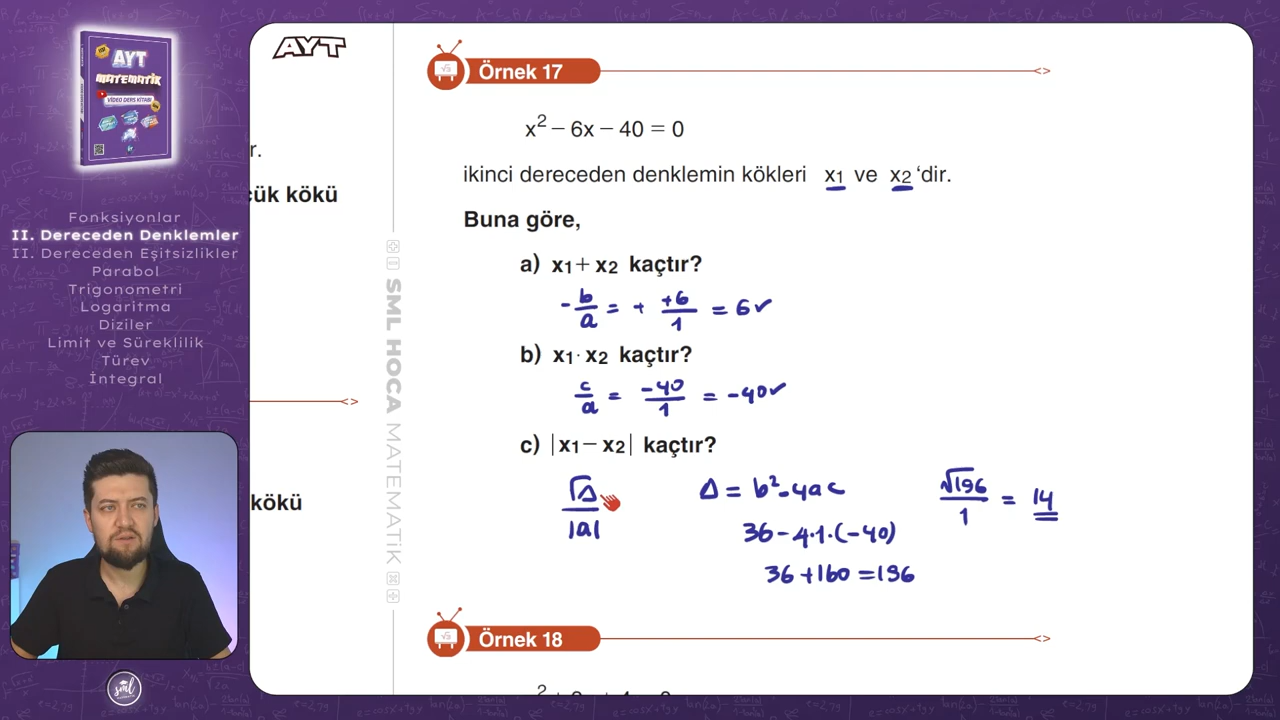 AYT
MATEMATİK
VİDEO DERS KİTABI
Fonksiyonlar
II. Dereceden Denklemler
II. Dereceden Eşitsizlikler
Parabol
Trigonometri
Logaritma
Diziler
Limit ve Süreklilik
Türev
İntegral
sml
AYT
r.
cük kökü
kökü
SML HOCA MATEMATİK
Örnek 17
x² − 6x − 40 = 0
ikinci dereceden denklemin kökleri x1 ve x2 'dir.
Buna göre,
a) x1 + x2 kaçtır?
-b/a = + +6/1 = 6 ✓
b) x1 · x2 kaçtır?
c/a = -40/1 = -40 ✓
c) |x1 − x2| kaçtır?
√Δ/|a|
Δ = b² - 4ac
36 - 4·1·(-40)
36 + 160 = 196
√196/1 = 14
Örnek 18